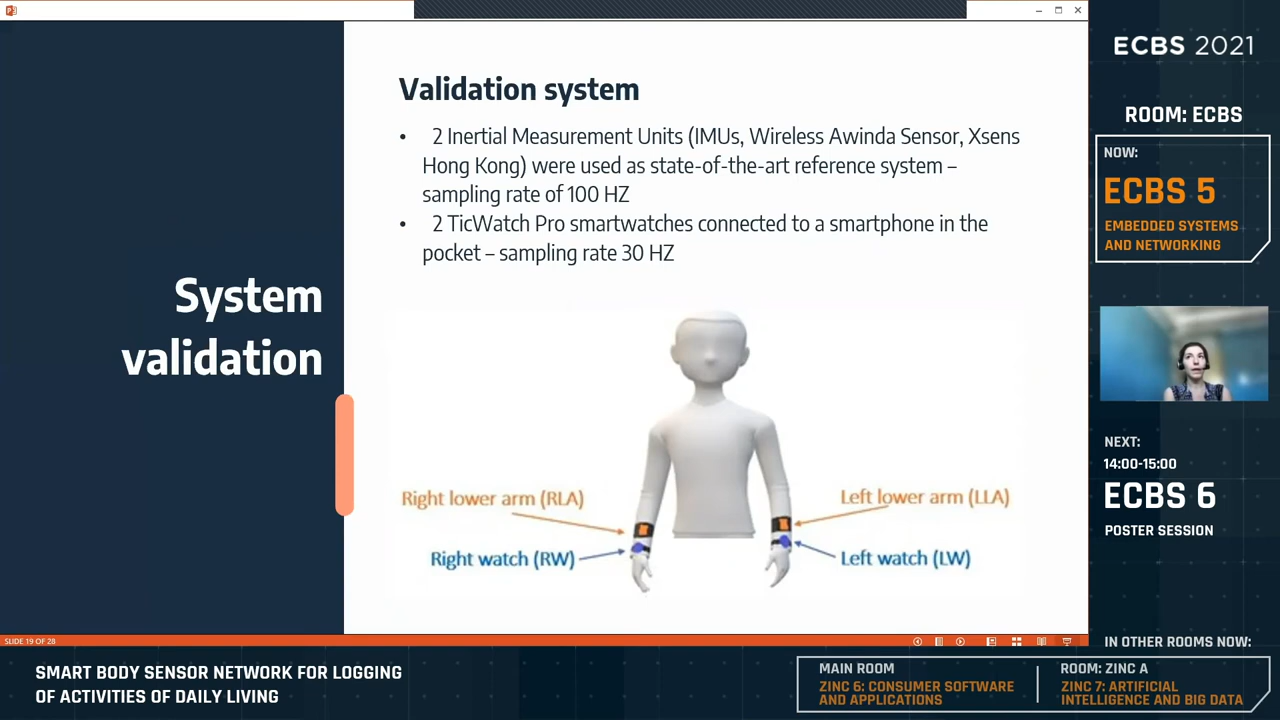 System
validation
Validation system
• 2 Inertial Measurement Units (IMUs, Wireless Awinda Sensor, Xsens
Hong Kong) were used as state-of-the-art reference system –
sampling rate of 100 HZ
• 2 TicWatch Pro smartwatches connected to a smartphone in the
pocket – sampling rate 30 HZ
Right lower arm (RLA)
Left lower arm (LLA)
Right watch (RW)
Left watch (LW)
SLIDE 19 OF 28
ECBS 2021
ROOM: ECBS
NOW:
ECBS 5
EMBEDDED SYSTEMS
AND NETWORKING
NEXT:
14:00-15:00
ECBS 6
POSTER SESSION
IN OTHER ROOMS NOW:
SMART BODY SENSOR NETWORK FOR LOGGING
OF ACTIVITIES OF DAILY LIVING
MAIN ROOM
ZINC 6: CONSUMER SOFTWARE
AND APPLICATIONS
ROOM: ZINC A
ZINC 7: ARTIFICIAL
INTELLIGENCE AND BIG DATA